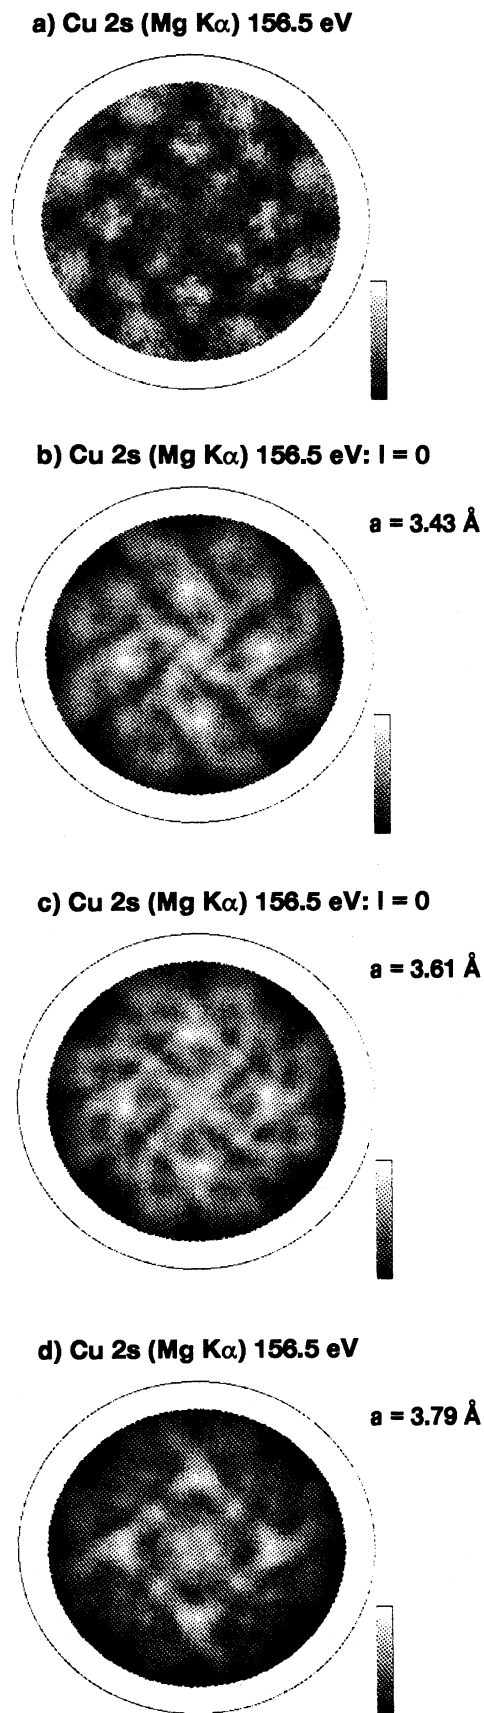 a) Cu 2s (Mg Kα) 156.5 eV
b) Cu 2s (Mg Kα) 156.5 eV: l = 0
a = 3.43 Å
c) Cu 2s (Mg Kα) 156.5 eV: l = 0
a = 3.61 Å
d) Cu 2s (Mg Kα) 156.5 eV
a = 3.79 Å